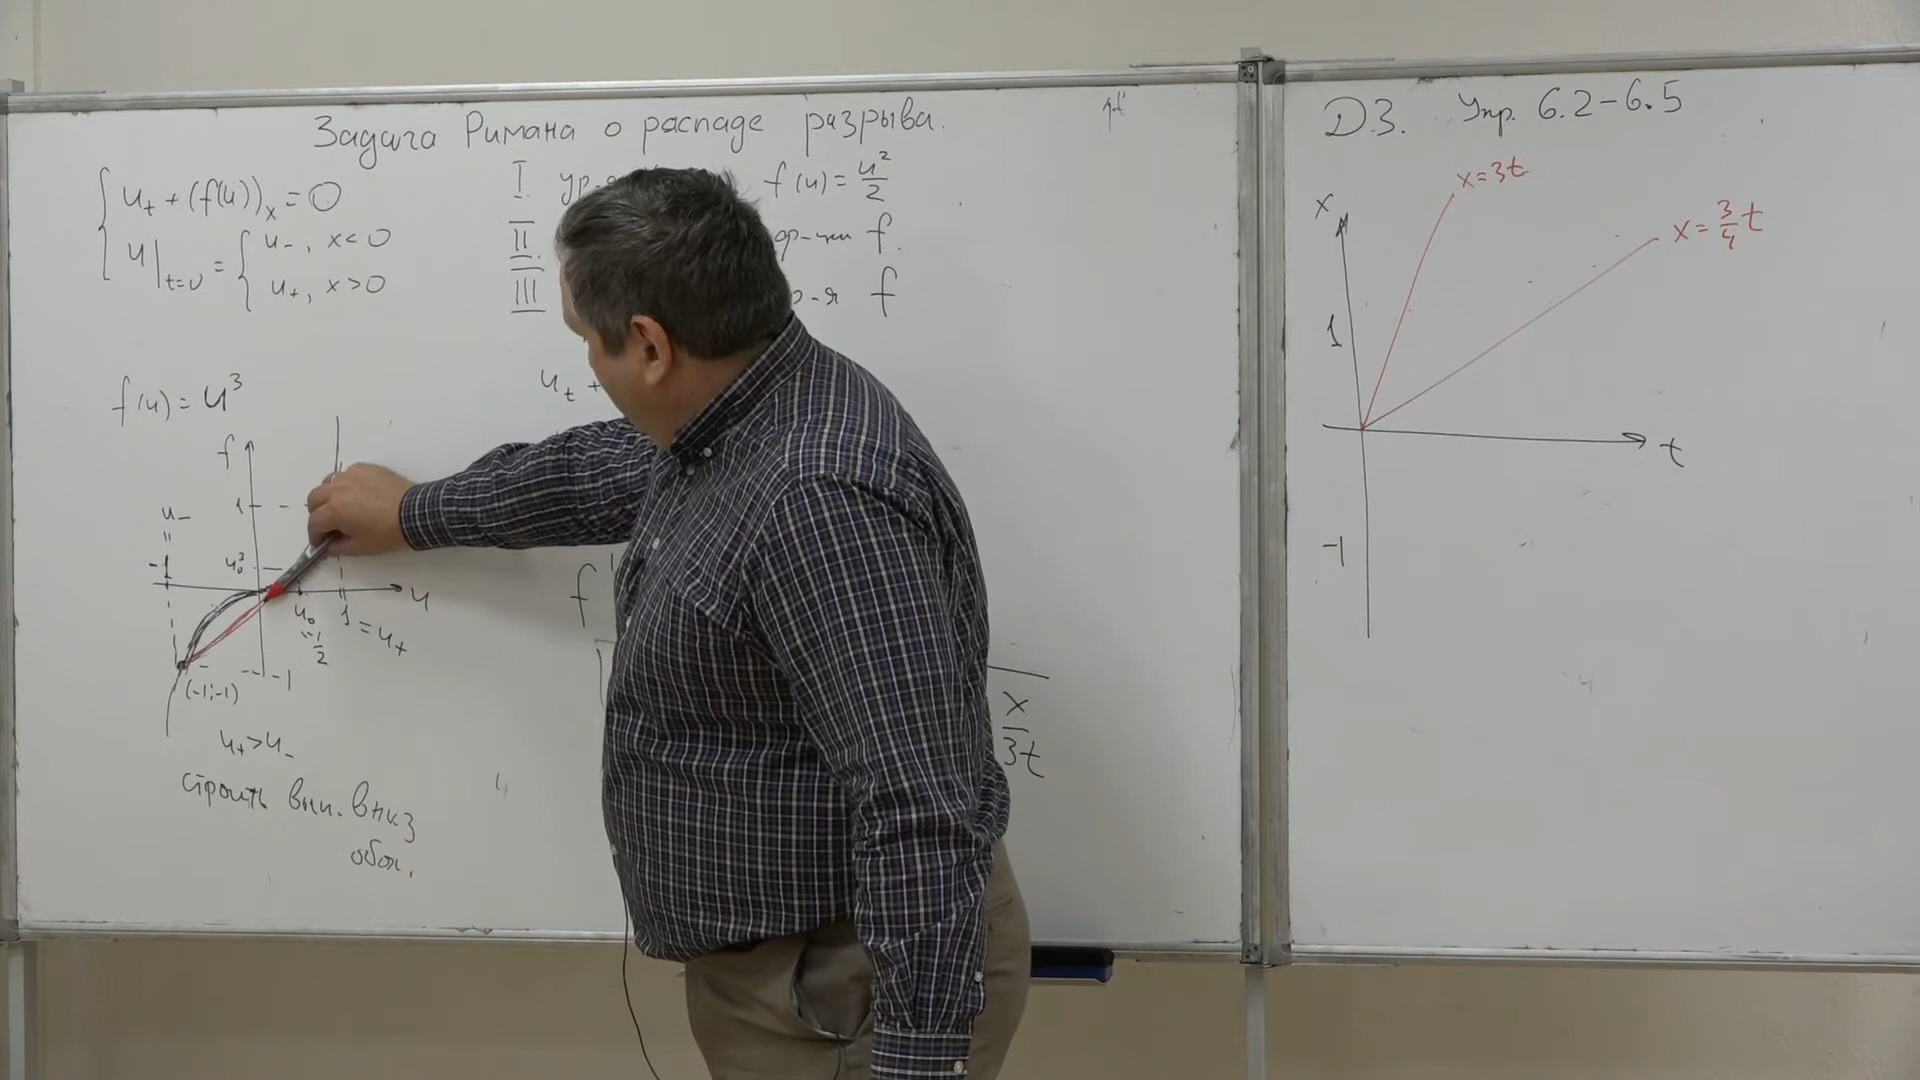 Задача Римана о распаде разрыва.
u_t + (f(u))_x = 0
u|_{t=0} = { u_-, x<0
u_+, x>0
I. f(u) = u²/2
II. f.
III f
f(u) = u³
u_t +
f
1
u_-
=
-1
u_0³
u
u_0
= 1/2
1 = u_+
-1
(-1;-1)
u_+ > u_-
строить вып. вниз
обол.
f'
x/3t
Д.З. Упр. 6.2-6.5
x=3t
x
x = 3/4 t
1
t
-1